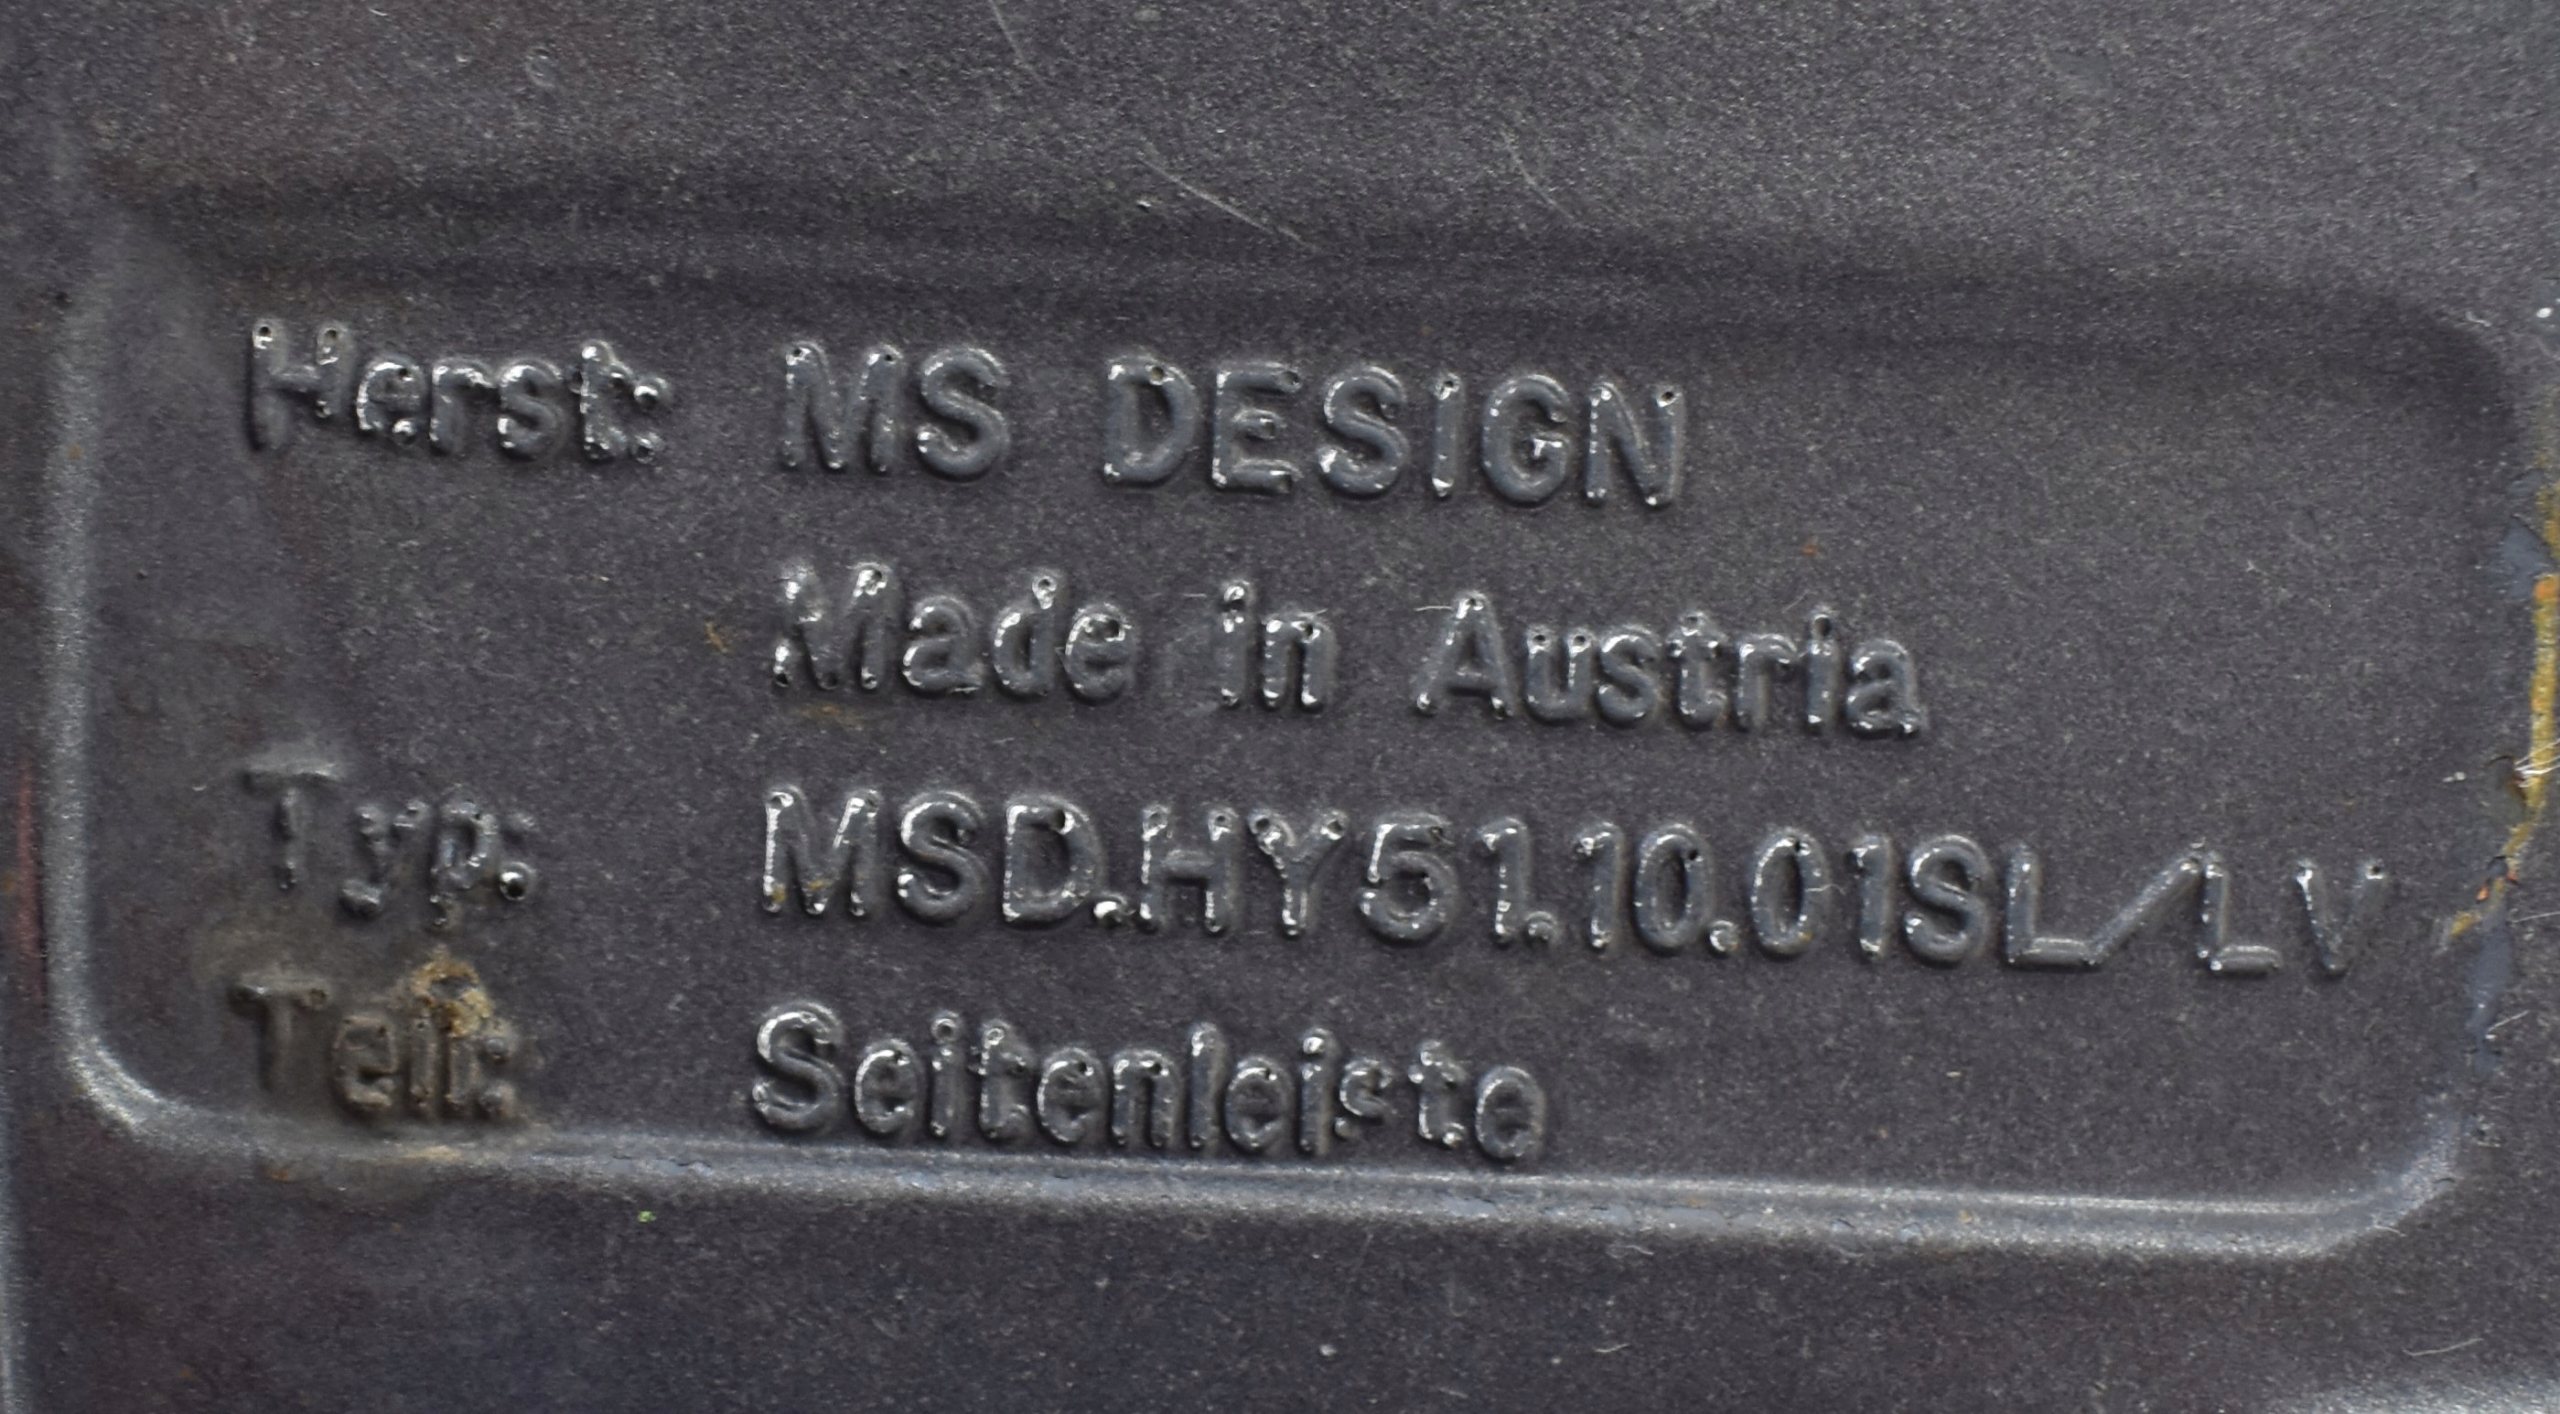 Herst: MS DESIGN
Made in Austria
Typ: MSD.HY51.10.01SL/LV
Teil: Seitenleiste